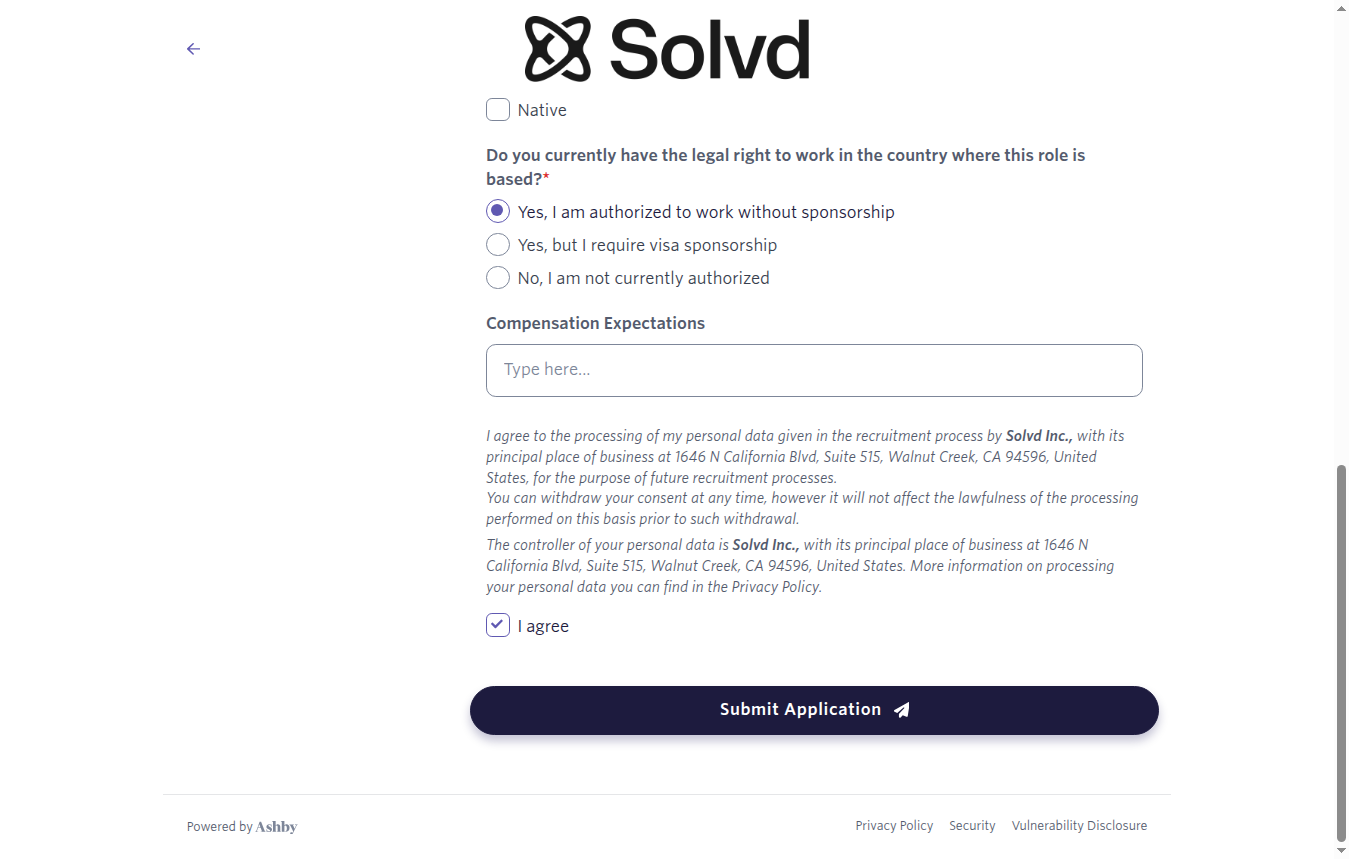 Solvd
Native
Do you currently have the legal right to work in the country where this role is
based?*
Yes, I am authorized to work without sponsorship
Yes, but I require visa sponsorship
No, I am not currently authorized
Compensation Expectations
Type here...
I agree to the processing of my personal data given in the recruitment process by Solvd Inc., with its
principal place of business at 1646 N California Blvd, Suite 515, Walnut Creek, CA 94596, United
States, for the purpose of future recruitment processes.
You can withdraw your consent at any time, however it will not affect the lawfulness of the processing
performed on this basis prior to such withdrawal.
The controller of your personal data is Solvd Inc., with its principal place of business at 1646 N
California Blvd, Suite 515, Walnut Creek, CA 94596, United States. More information on processing
your personal data you can find in the Privacy Policy.
I agree
Submit Application
Powered by Ashby
Privacy Policy Security Vulnerability Disclosure